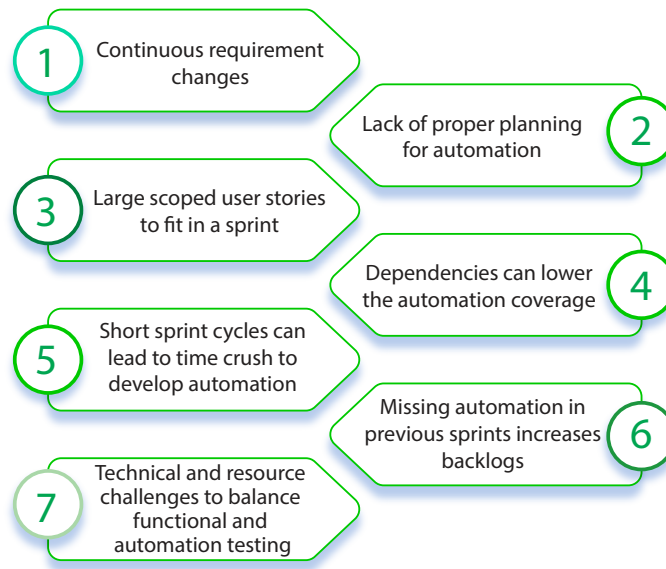 1
Continuous requirement
changes
2
Lack of proper planning
for automation
3
Large scoped user stories
to fit in a sprint
4
Dependencies can lower
the automation coverage
5
Short sprint cycles can
lead to time crush to
develop automation
6
Missing automation in
previous sprints increases
backlogs
7
Technical and resource
challenges to balance
functional and
automation testing